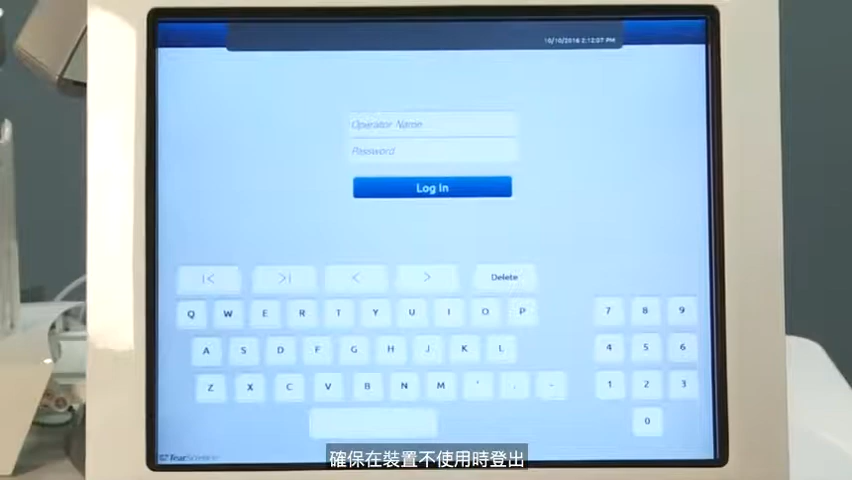 10/10/2016 2:12:07 PM
Operator Name
Password
Log In
|< >| < > Delete
Q W E R T Y U I O P 7 8 9
A S D F G H J K L 4 5 6
Z X C V B N M ' . - 1 2 3
0
TearScience
確保在裝置不使用時登出